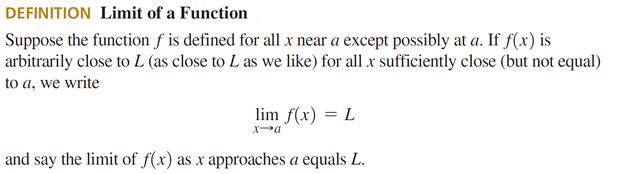 DEFINITION Limit of a Function
Suppose the function f is defined for all x near a except possibly at a. If f(x) is
arbitrarily close to L (as close to L as we like) for all x sufficiently close (but not equal)
to a, we write
lim f(x) = L
x→a
and say the limit of f(x) as x approaches a equals L.